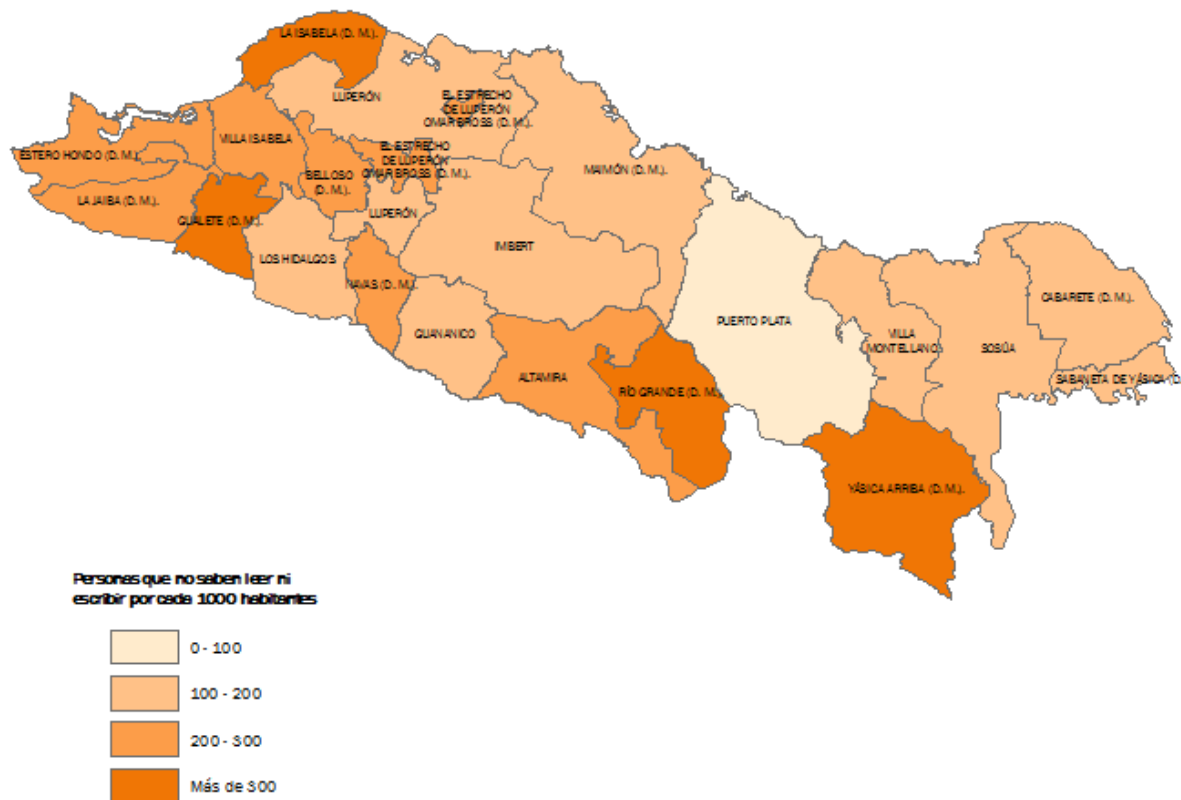 LA ISABELA (D. M.).
LUPERÓN
EL ESTRECHO
DE LUPERÓN
OMAR BROSS (D. M.).
VILLA ISABELA
ESTERO HONDO (D. M.).
BELLOSO
(D. M.).
EL ESTRECHO
DE LUPERÓN
OMAR BROSS (D. M.).
MAIMÓN (D. M.).
LA JAIBA (D. M.).
GUALETE (D. M.).
LUPERÓN
LOS HIDALGOS
IMBERT
NAVAS (D. M.).
CABARETE (D. M.).
PUERTO PLATA
GUANANICO
VILLA
MONTELLANO
SOSÚA
ALTAMIRA
SABANETA DE YÁSICA (D.
RÍO GRANDE (D. M.).
YÁSICA ARRIBA (D. M.).
Personas que no saben leer ni
escribir por cada 1000 habitantes
0 - 100
100 - 200
200 - 300
Más de 300